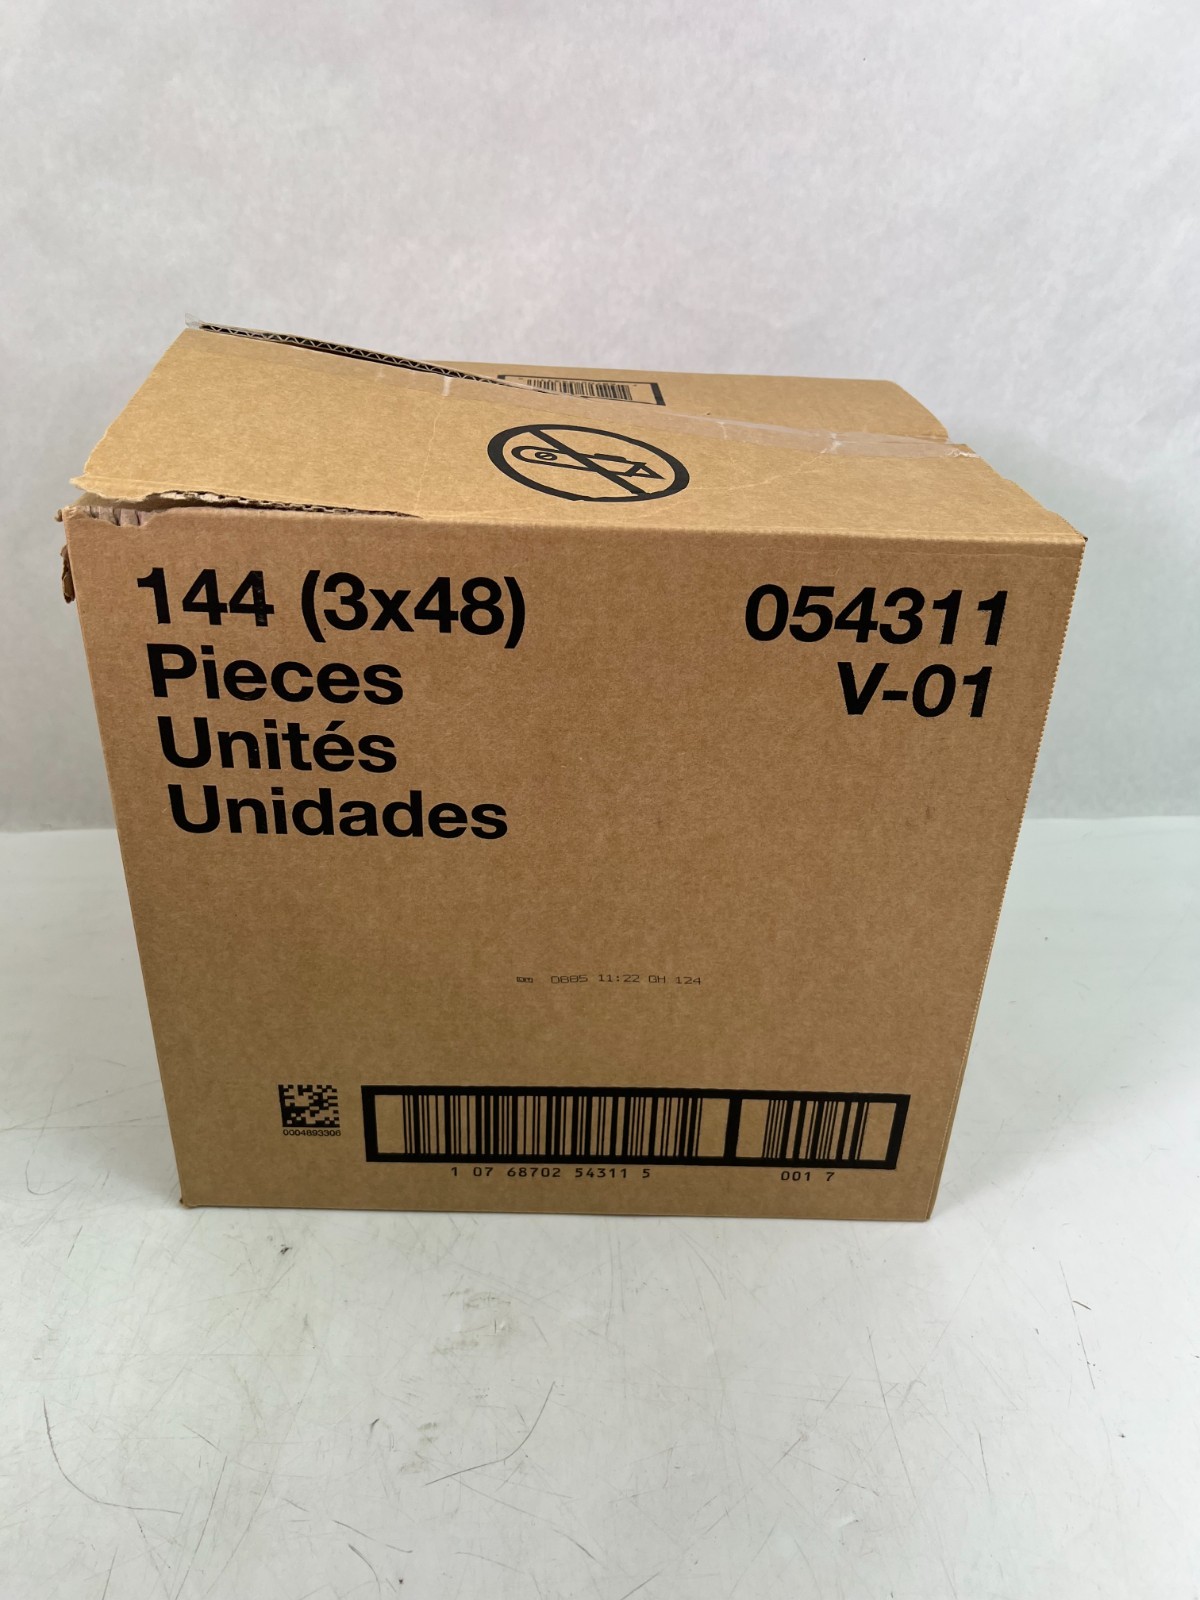 144 (3x48)
Pieces
Unités
Unidades
054311
V-01
0885 11:22 GH 124
0004893306
1 07 68702 54311 5
001 7